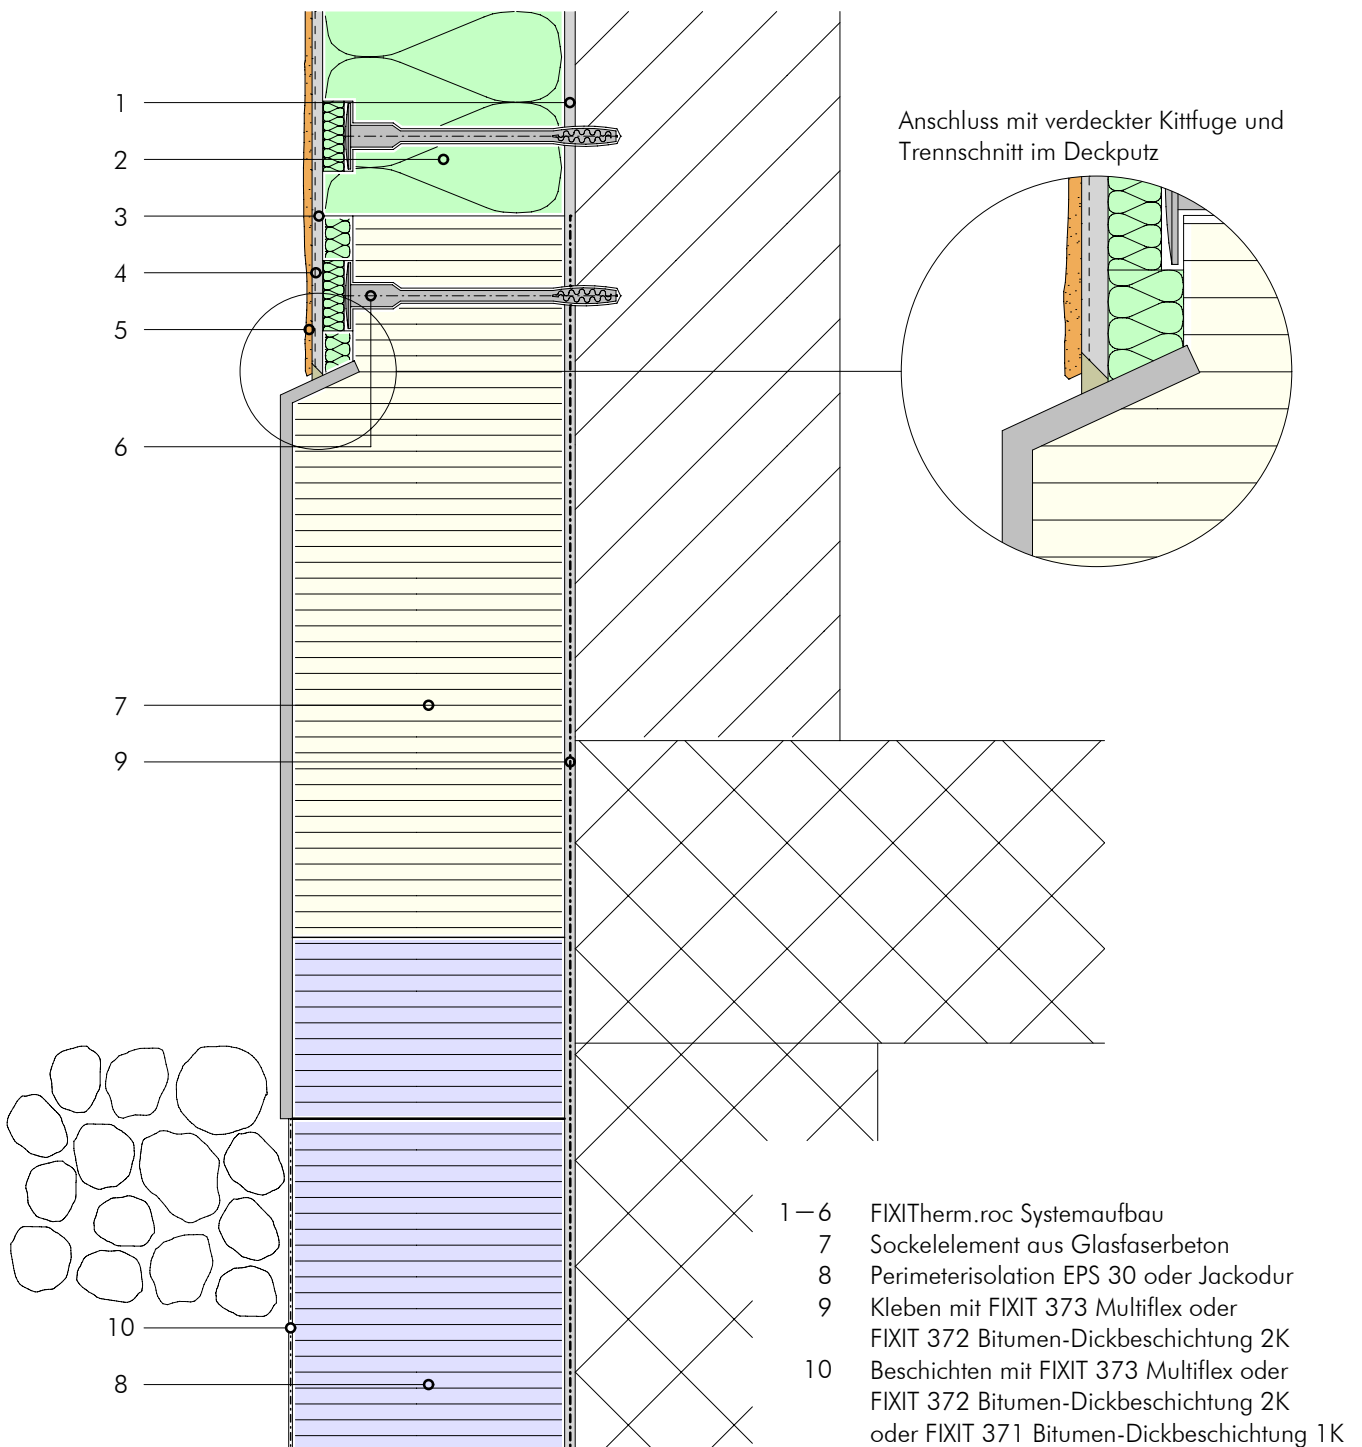 Anschluss mit verdeckter Kittfuge und
Trennschnitt im Deckputz
1
2
3
4
5
6
7
9
10
8
1–6 FIXITherm.roc Systemaufbau
7 Sockelelement aus Glasfaserbeton
8 Perimeterisolation EPS 30 oder Jackodur
9 Kleben mit FIXIT 373 Multiflex oder
FIXIT 372 Bitumen-Dickbeschichtung 2K
10 Beschichten mit FIXIT 373 Multiflex oder
FIXIT 372 Bitumen-Dickbeschichtung 2K
oder FIXIT 371 Bitumen-Dickbeschichtung 1K